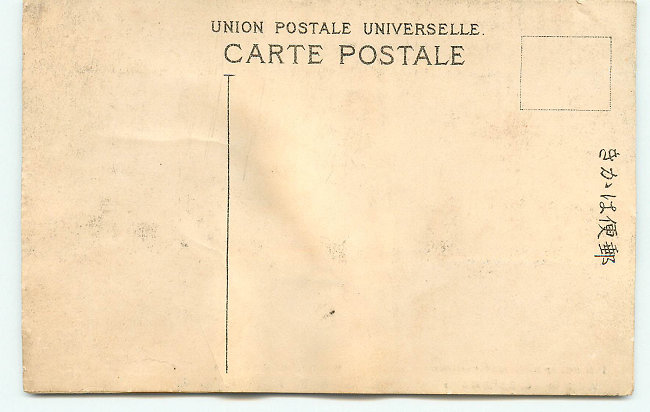 UNION POSTALE UNIVERSELLE.
CARTE POSTALE
郵便はかき